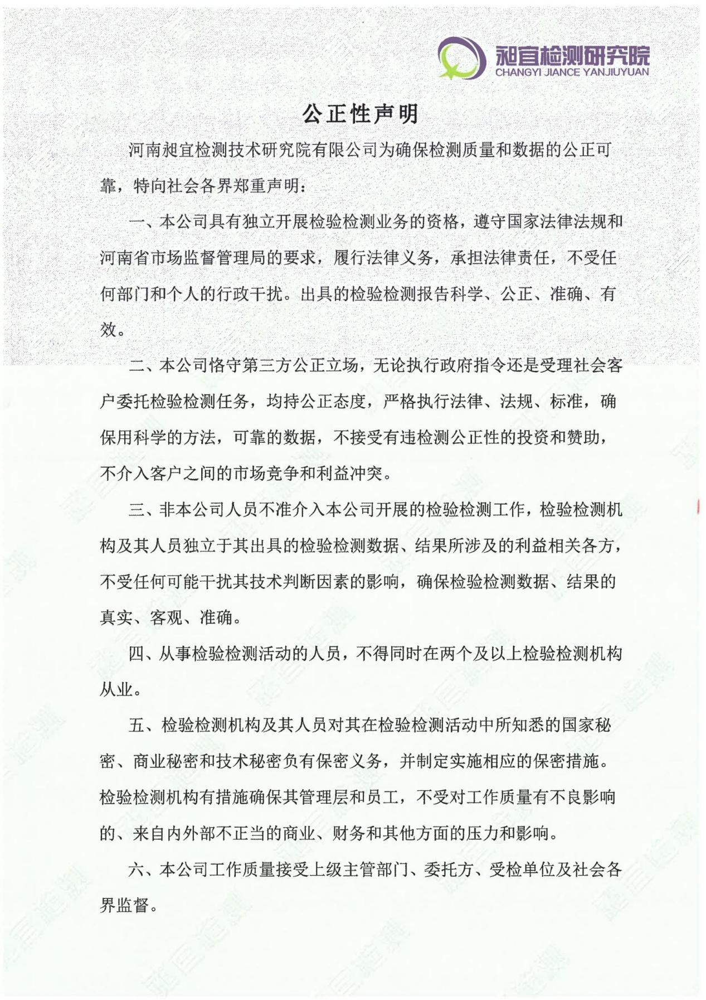 昶宜检测研究院
CHANGYI JIANCE YANJIUYUAN
公正性声明
河南昶宜检测技术研究院有限公司为确保检测质量和数据的公正可
靠，特向社会各界郑重声明：
一、本公司具有独立开展检验检测业务的资格，遵守国家法律法规和
河南省市场监督管理局的要求，履行法律义务，承担法律责任，不受任
何部门和个人的行政干扰。出具的检验检测报告科学、公正、准确、有
效。
二、本公司恪守第三方公正立场，无论执行政府指令还是受理社会客
户委托检验检测任务，均持公正态度，严格执行法律、法规、标准，确
保用科学的方法，可靠的数据，不接受有违检测公正性的投资和赞助，
不介入客户之间的市场竞争和利益冲突。
三、非本公司人员不准介入本公司开展的检验检测工作，检验检测机
构及其人员独立于其出具的检验检测数据、结果所涉及的利益相关各方，
不受任何可能干扰其技术判断因素的影响，确保检验检测数据、结果的
真实、客观、准确。
四、从事检验检测活动的人员，不得同时在两个及以上检验检测机构
从业。
五、检验检测机构及其人员对其在检验检测活动中所知悉的国家秘
密、商业秘密和技术秘密负有保密义务，并制定实施相应的保密措施。
检验检测机构有措施确保其管理层和员工，不受对工作质量有不良影响
的、来自内外部不正当的商业、财务和其他方面的压力和影响。
六、本公司工作质量接受上级主管部门、委托方、受检单位及社会各
界监督。